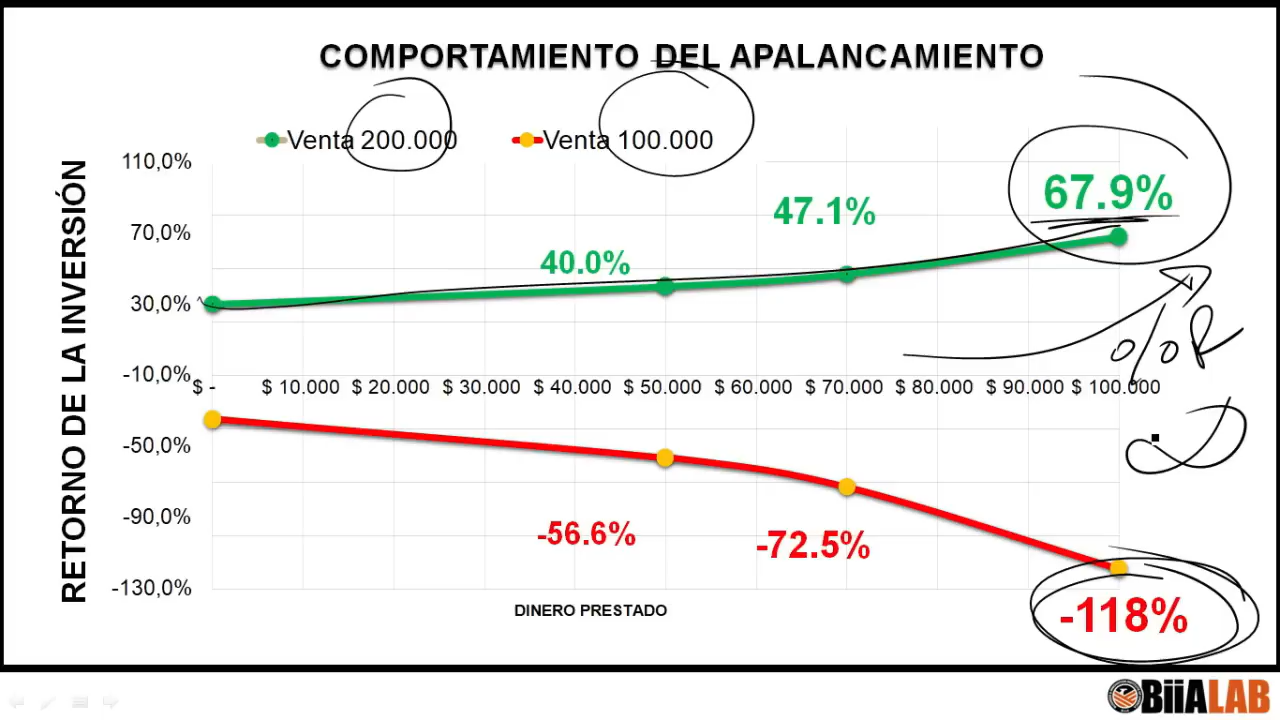 COMPORTAMIENTO DEL APALANCAMIENTO
Venta 200.000 Venta 100.000
RETORNO DE LA INVERSIÓN
110,0%
70,0%
30,0%
-10,0%
-50,0%
-90,0%
-130,0%
40.0% 47.1% 67.9%
% R
$ - $ 10.000 $ 20.000 $ 30.000 $ 40.000 $ 50.000 $ 60.000 $ 70.000 $ 80.000 $ 90.000 $ 100.000
-56.6% -72.5% -118%
DINERO PRESTADO
BiiALAB